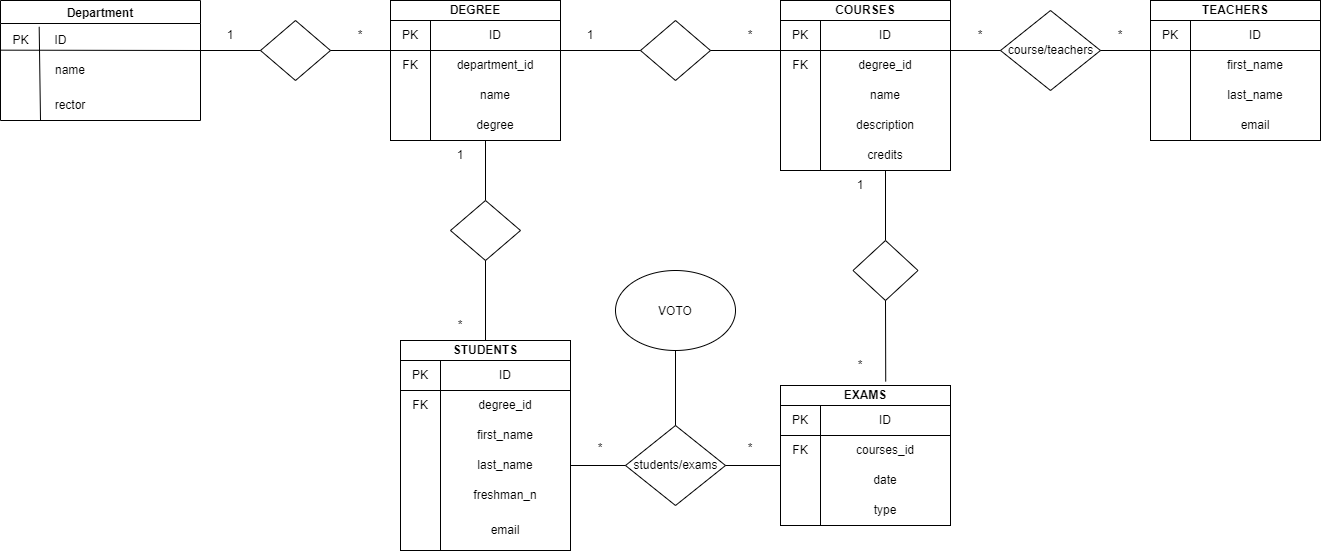 Department
PK ID
name
rector
1 *
DEGREE
PK ID
FK department_id
name
degree
1 *
COURSES
PK ID
FK degree_id
name
description
credits
* course/teachers *
TEACHERS
PK ID
first_name
last_name
email
1
*
1
*
STUDENTS
PK ID
FK degree_id
first_name
last_name
freshman_n
email
VOTO
* students/exams *
EXAMS
PK ID
FK courses_id
date
type